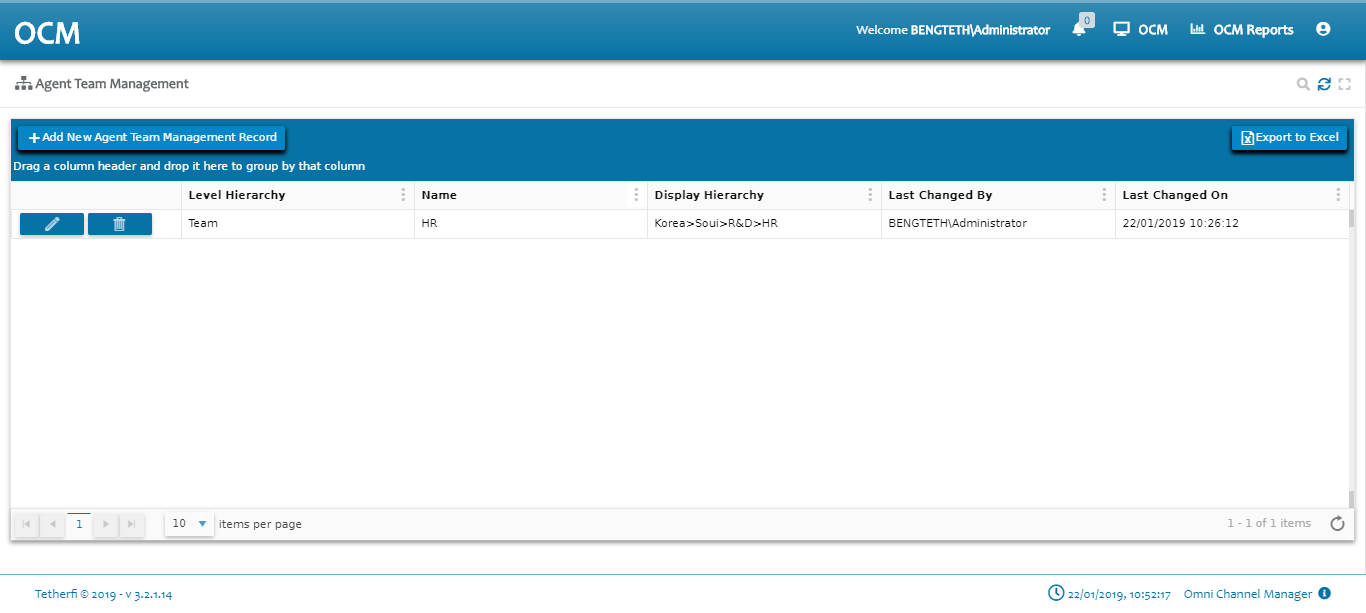 OCM
Welcome BENGTETH\Administrator
0
OCM
OCM Reports
Agent Team Management
Add New Agent Team Management Record
Export to Excel
Drag a column header and drop it here to group by that column
Level Hierarchy Name Display Hierarchy Last Changed By Last Changed On
Team HR Korea>Soui>R&D>HR BENGTETH\Administrator 22/01/2019 10:26:12
1 10 items per page 1 - 1 of 1 items
Tetherfi © 2019 - v 3.2.1.14 22/01/2019, 10:52:17 Omni Channel Manager